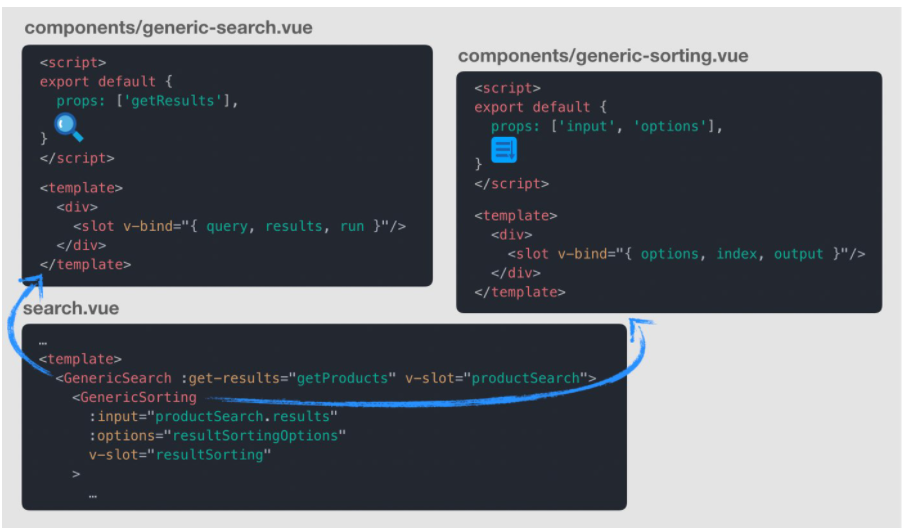 components/generic-search.vue
<script>
export default {
  props: ['getResults'],
}
</script>
<template>
  <div>
    <slot v-bind="{ query, results, run }"/>
  </div>
</template>
components/generic-sorting.vue
<script>
export default {
  props: ['input', 'options'],
}
</script>
<template>
  <div>
    <slot v-bind="{ options, index, output }"/>
  </div>
</template>
search.vue
…
<template>
  <GenericSearch :get-results="getProducts" v-slot="productSearch">
    <GenericSorting
      :input="productSearch.results"
      :options="resultSortingOptions"
      v-slot="resultSorting"
    >
      …